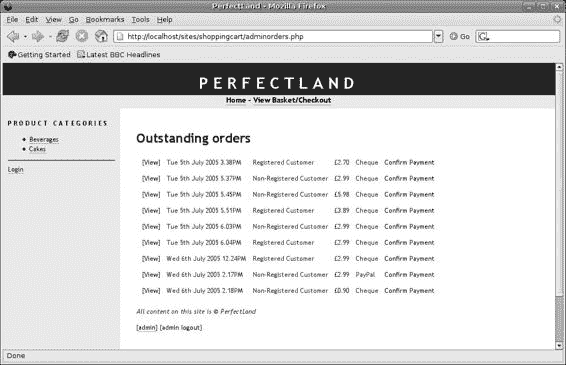 PerfectLand - Mozilla Firefox
File Edit View Go Bookmarks Tools Help
http://localhost/sites/shoppingcart/adminorders.php Go
Getting Started Latest BBC Headlines
PERFECTLAND
Home - View Basket/Checkout
PRODUCT CATEGORIES
Beverages
Cakes
Login
Outstanding orders
[View] Tue 5th July 2005 3.38PM Registered Customer £2.70 Cheque Confirm Payment
[View] Tue 5th July 2005 5.37PM Non-Registered Customer £2.99 Cheque Confirm Payment
[View] Tue 5th July 2005 5.45PM Non-Registered Customer £5.98 Cheque Confirm Payment
[View] Tue 5th July 2005 5.51PM Registered Customer £3.89 Cheque Confirm Payment
[View] Tue 5th July 2005 6.03PM Non-Registered Customer £2.99 Cheque Confirm Payment
[View] Tue 5th July 2005 6.04PM Registered Customer £2.99 Cheque Confirm Payment
[View] Wed 6th July 2005 12.24PM Registered Customer £2.99 Cheque Confirm Payment
[View] Wed 6th July 2005 2.17PM Non-Registered Customer £2.99 PayPal Confirm Payment
[View] Wed 6th July 2005 2.18PM Non-Registered Customer £0.90 Cheque Confirm Payment
All content on this site is © PerfectLand
[admin] [admin logout]
Done